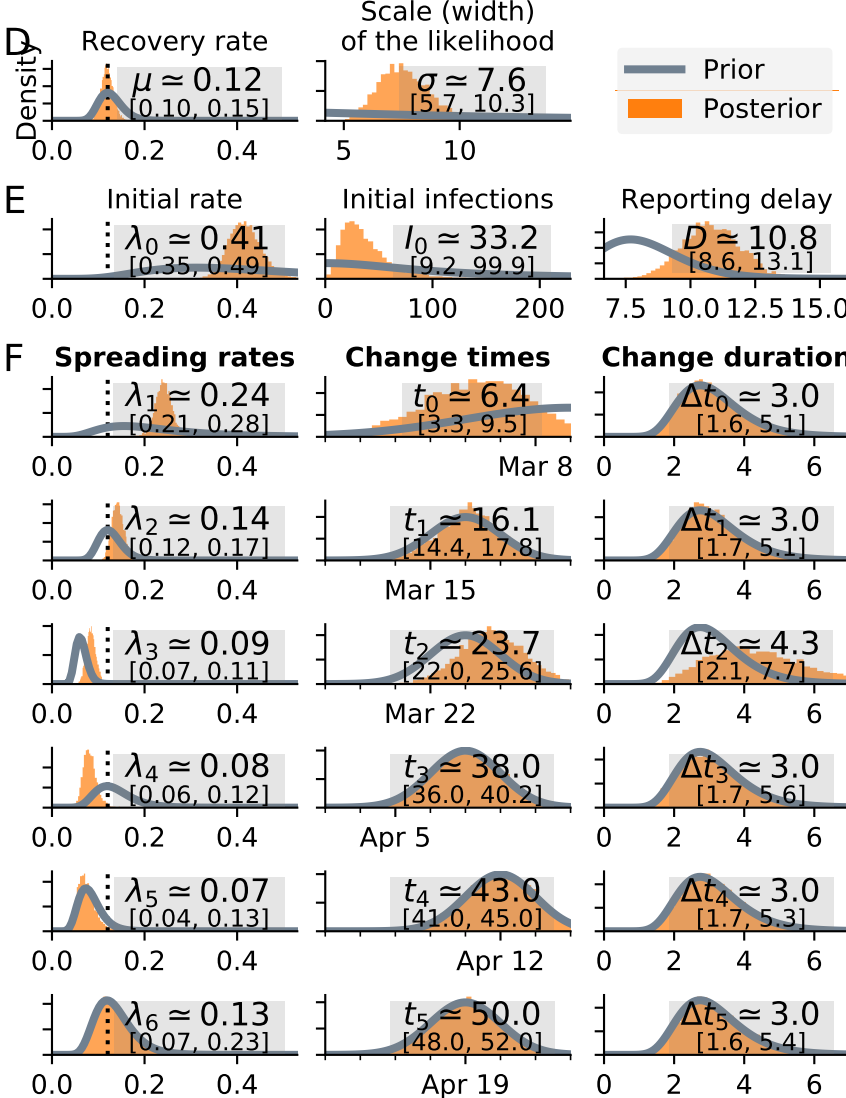 D
Density
Recovery rate
μ ≃ 0.12
[0.10, 0.15]
0.0 0.2 0.4
Scale (width)
of the likelihood
σ ≃ 7.6
[5.7, 10.3]
5 10
Prior
Posterior
E
Initial rate
λ0 ≃ 0.41
[0.35, 0.49]
0.0 0.2 0.4
Initial infections
I0 ≃ 33.2
[9.2, 99.9]
0 100 200
Reporting delay
D ≃ 10.8
[8.6, 13.1]
7.5 10.0 12.5 15.0
F
Spreading rates
Change times
Change duration
λ1 ≃ 0.24
[0.21, 0.28]
0.0 0.2 0.4
t0 ≃ 6.4
[3.3, 9.5]
Mar 8
Δt0 ≃ 3.0
[1.6, 5.1]
0 2 4 6
λ2 ≃ 0.14
[0.12, 0.17]
0.0 0.2 0.4
t1 ≃ 16.1
[14.4, 17.8]
Mar 15
Δt1 ≃ 3.0
[1.7, 5.1]
0 2 4 6
λ3 ≃ 0.09
[0.07, 0.11]
0.0 0.2 0.4
t2 ≃ 23.7
[22.0, 25.6]
Mar 22
Δt2 ≃ 4.3
[2.1, 7.7]
0 2 4 6
λ4 ≃ 0.08
[0.06, 0.12]
0.0 0.2 0.4
t3 ≃ 38.0
[36.0, 40.2]
Apr 5
Δt3 ≃ 3.0
[1.7, 5.6]
0 2 4 6
λ5 ≃ 0.07
[0.04, 0.13]
0.0 0.2 0.4
t4 ≃ 43.0
[41.0, 45.0]
Apr 12
Δt4 ≃ 3.0
[1.7, 5.3]
0 2 4 6
λ6 ≃ 0.13
[0.07, 0.23]
0.0 0.2 0.4
t5 ≃ 50.0
[48.0, 52.0]
Apr 19
Δt5 ≃ 3.0
[1.6, 5.4]
0 2 4 6